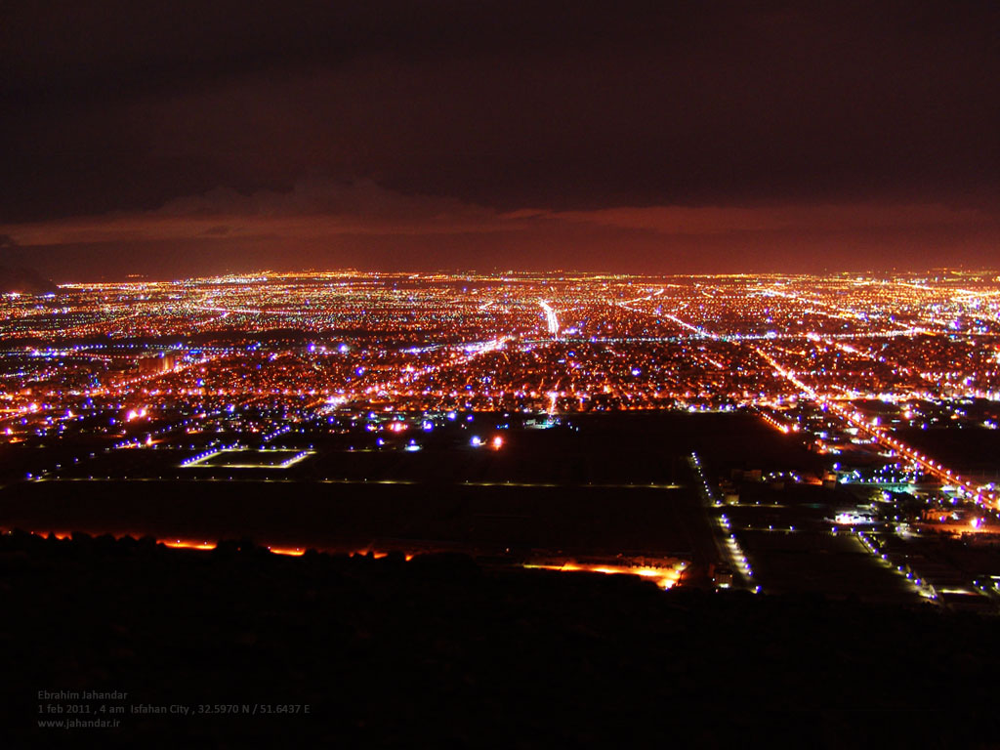 Ebrahim Jahandar
1 feb 2011 , 4 am  Isfahan City , 32.5970 N / 51.6437 E
www.jahandar.ir